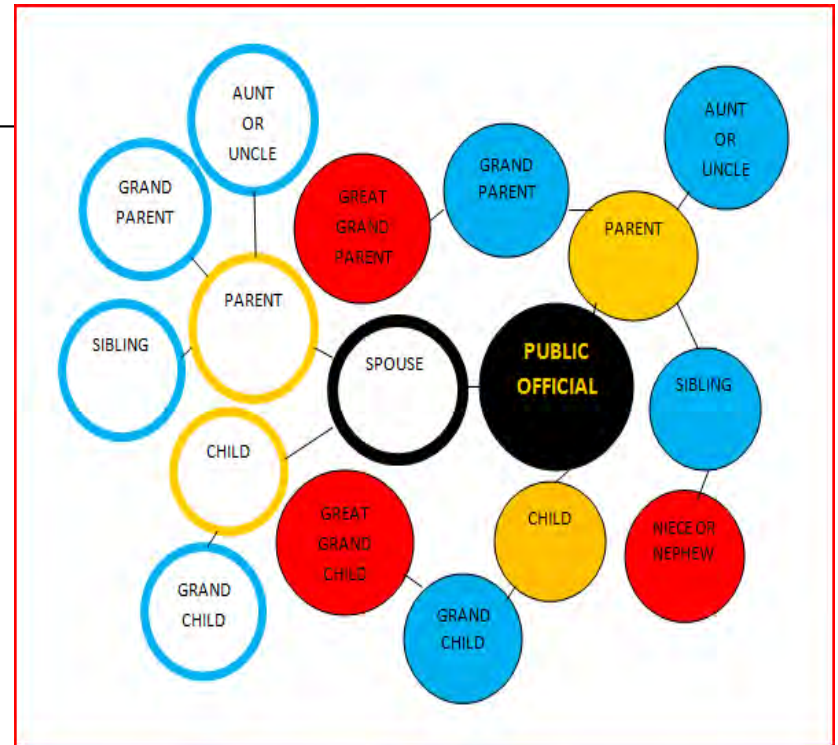 AUNT
OR
UNCLE
GRAND
PARENT
PARENT
SIBLING
CHILD
GRAND
CHILD
SPOUSE
GREAT
GRAND
PARENT
GRAND
PARENT
PARENT
AUNT
OR
UNCLE
PUBLIC
OFFICIAL
SIBLING
NIECE OR
NEPHEW
CHILD
GRAND
CHILD
GREAT
GRAND
CHILD